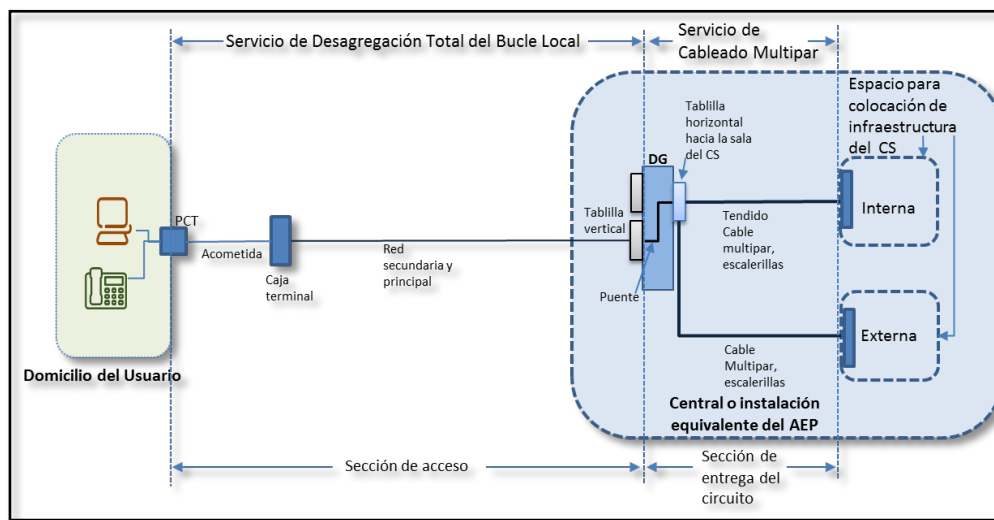 Servicio de Desagregación Total del Bucle Local
Servicio de
Cableado Multipar
Espacio para
colocación de
infraestructura
del CS
Tablilla
horizontal
hacia la sala
del CS
DG
PCT
Acometida
Caja
terminal
Red
secundaria y
principal
Tablilla
vertical
Puente
Tendido
Cable
multipar,
escalerillas
Interna
Externa
Cable
Multipar,
escalerillas
Domicilio del Usuario
Central o instalación
equivalente del AEP
Sección de acceso
Sección de
entrega del
circuito